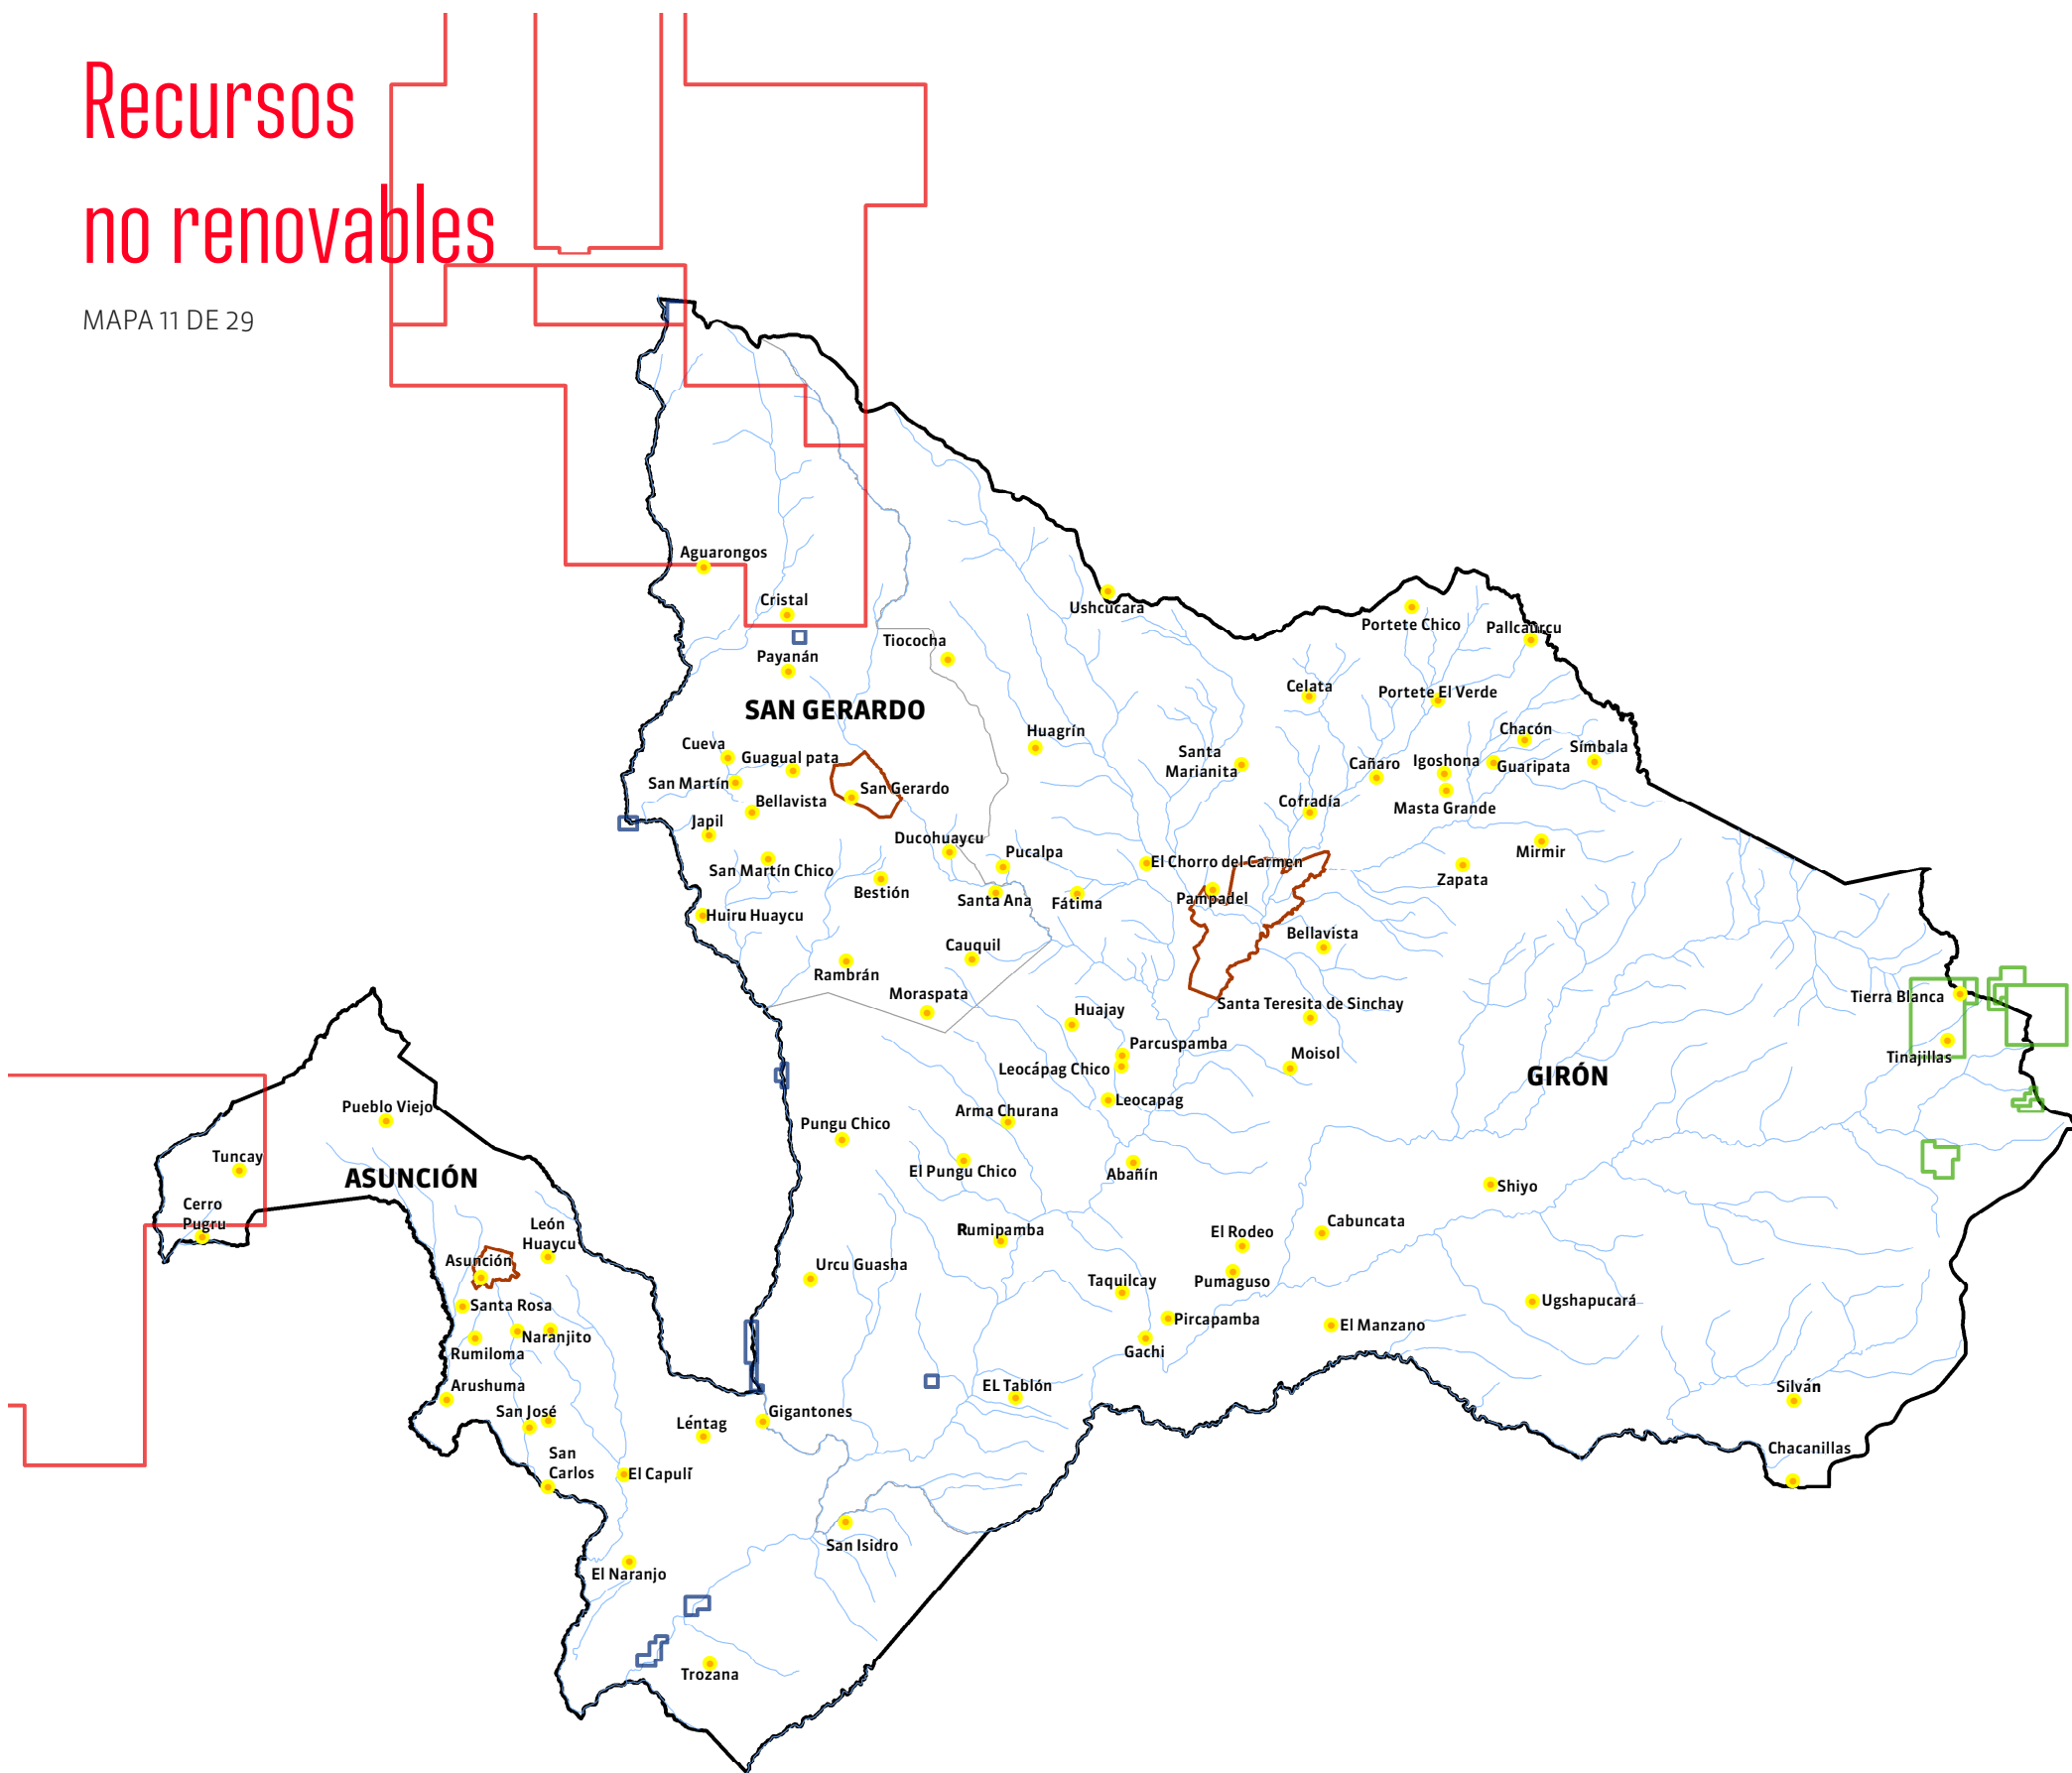 Recursos
no renovables
MAPA 11 DE 29
Aguarongos
Cristal
Ushcucara
Portete Chico
Pallcaurcu
Tiococha
Payanán
SAN GERARDO
Celata
Portete El Verde
Huagrín
Chacón
Cueva
Guagual pata
Santa
Marianita
Símbala
Cañaro
Igoshona
Guaripata
San Martín
San Gerardo
Bellavista
Cofradía
Masta Grande
Japil
Ducohuaycu
Pucalpa
El Chorro del Carmen
Mirmir
San Martín Chico
Bestión
Santa Ana
Fátima
Pampadel
Zapata
Huiru Huaycu
Bellavista
Cauquil
Rambrán
Moraspata
Santa Teresita de Sinchay
Tierra Blanca
Huajay
Parcuspamba
Moisol
Tinajillas
Leocápag Chico
GIRÓN
Leocapag
Pueblo Viejo
Arma Churana
Pungu Chico
Tuncay
ASUNCIÓN
El Pungu Chico
Abañín
Shiyo
Cerro
Pugru
León
Huaycu
Rumipamba
El Rodeo
Cabuncata
Asunción
Urcu Guasha
Taquilcay
Pumaguso
Santa Rosa
Ugshapucará
Pircapamba
El Manzano
Naranjito
Rumiloma
Gachi
Arushuma
EL Tablón
Silván
San José
Gigantones
Léntag
Chacanillas
San
Carlos
El Capulí
San Isidro
El Naranjo
Trozana